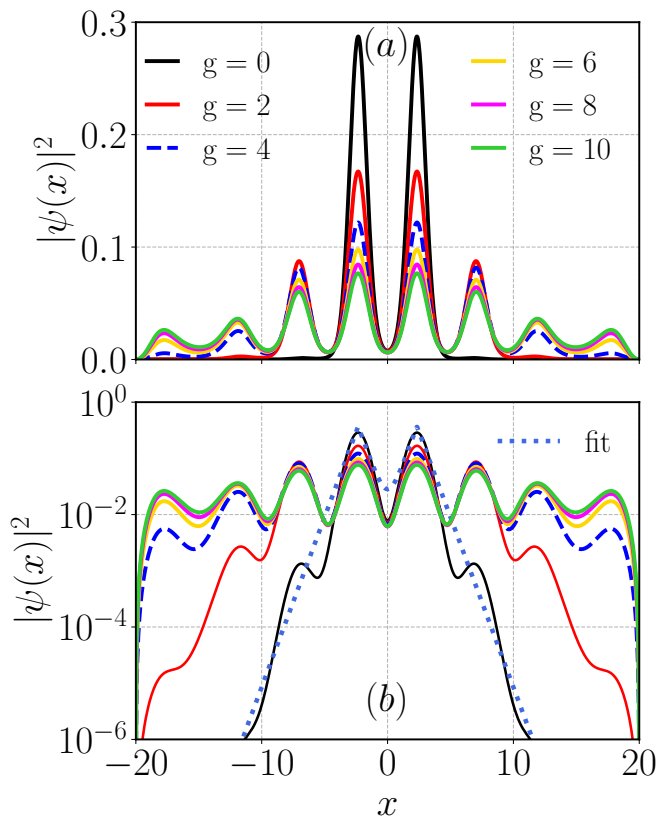 0.3
(a)
g = 0
g = 6
g = 2
g = 8
g = 4
g = 10
0.2
0.1
0.0
|ψ(x)|²
10⁰
fit
10⁻²
10⁻⁴
10⁻⁶
|ψ(x)|²
(b)
−20
−10
0
10
20
x